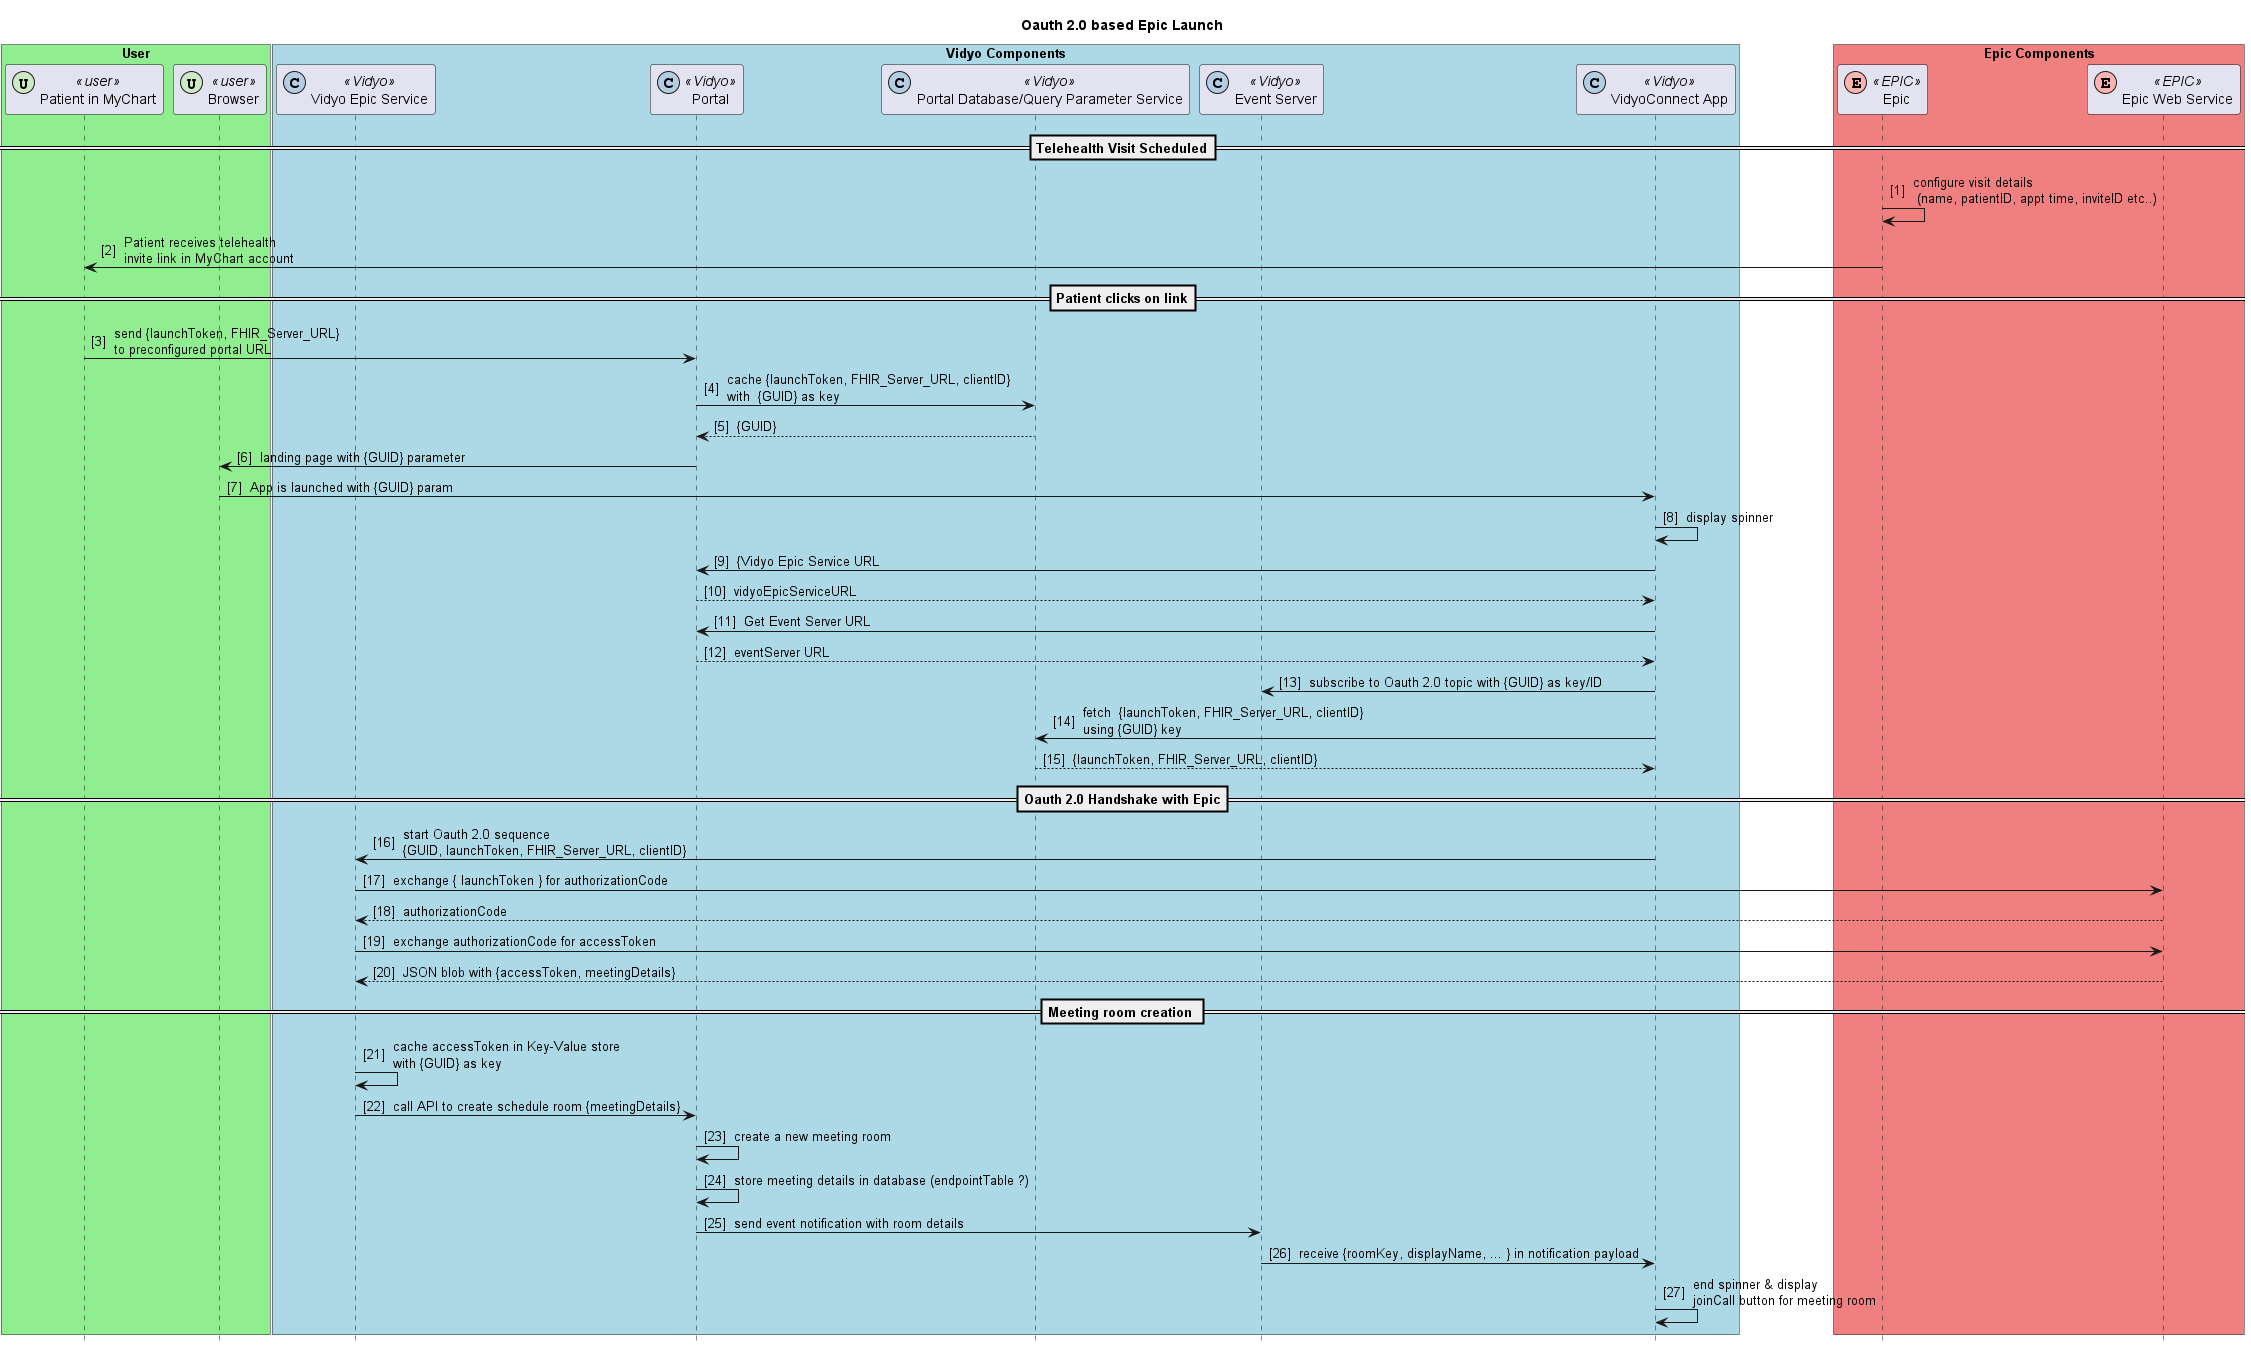 Oauth 2.0 based Epic Launch
User
Vidyo Components
Epic Components
U «user»
Patient in MyChart
U «user»
Browser
C «Vidyo»
Vidyo Epic Service
C «Vidyo»
Portal
C «Vidyo»
Portal Database/Query Parameter Service
C «Vidyo»
Event Server
C «Vidyo»
VidyoConnect App
E «EPIC»
Epic
E «EPIC»
Epic Web Service
Telehealth Visit Scheduled
[1] configure visit details
(name, patientID, appt time, inviteID etc..)
[2] Patient receives telehealth
invite link in MyChart account
Patient clicks on link
[3] send {launchToken, FHIR_Server_URL}
to preconfigured portal URL
[4] cache {launchToken, FHIR_Server_URL, clientID}
with {GUID} as key
[5] {GUID}
[6] landing page with {GUID} parameter
[7] App is launched with {GUID} param
[8] display spinner
[9] {Vidyo Epic Service URL
[10] vidyoEpicServiceURL
[11] Get Event Server URL
[12] eventServer URL
[13] subscribe to Oauth 2.0 topic with {GUID} as key/ID
[14] fetch {launchToken, FHIR_Server_URL, clientID}
using {GUID} key
[15] {launchToken, FHIR_Server_URL, clientID}
Oauth 2.0 Handshake with Epic
[16] start Oauth 2.0 sequence
{GUID, launchToken, FHIR_Server_URL, clientID}
[17] exchange { launchToken } for authorizationCode
[18] authorizationCode
[19] exchange authorizationCode for accessToken
[20] JSON blob with {accessToken, meetingDetails}
Meeting room creation
[21] cache accessToken in Key-Value store
with {GUID} as key
[22] call API to create schedule room {meetingDetails}
[23] create a new meeting room
[24] store meeting details in database (endpointTable ?)
[25] send event notification with room details
[26] receive {roomKey, displayName, ... } in notification payload
[27] end spinner & display
joinCall button for meeting room